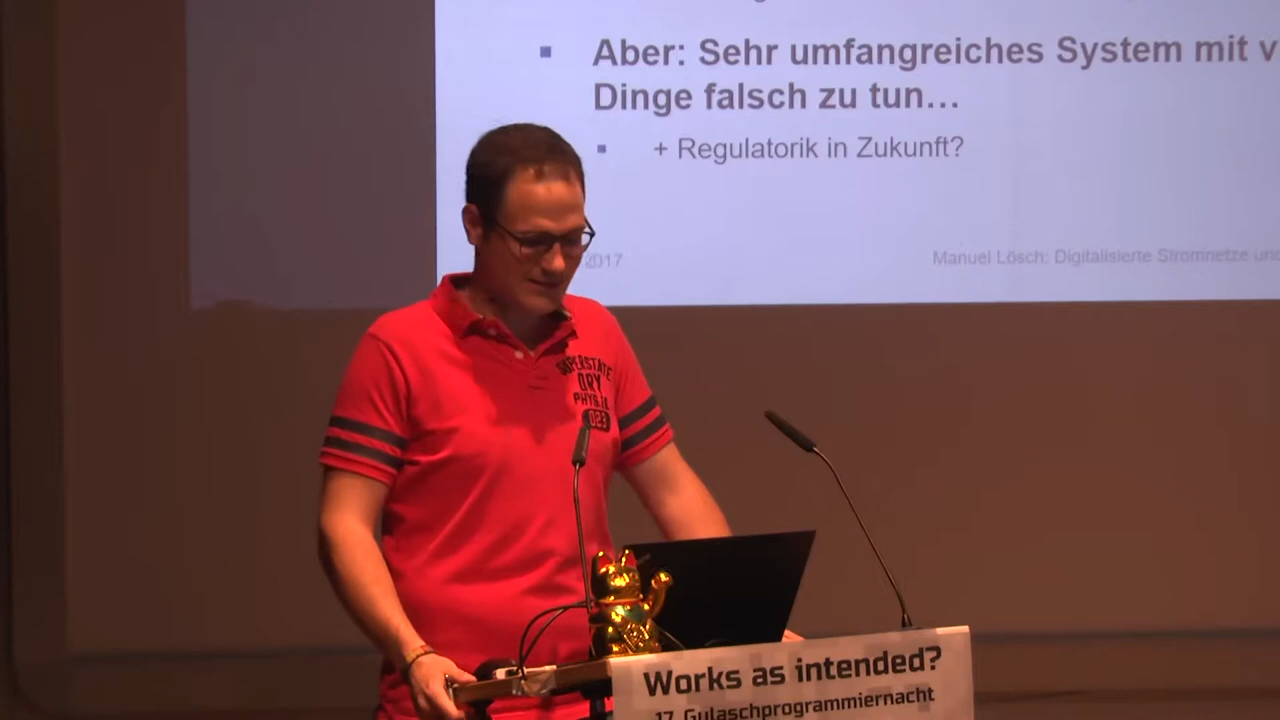 Aber: Sehr umfangreiches System mit v
Dinge falsch zu tun…
+ Regulatorik in Zukunft?
2017
Manuel Lösch: Digitalisierte Stromnetze und
SUPERSTATE
DRY
023
Works as intended?
17. Gulaschprogrammiernacht